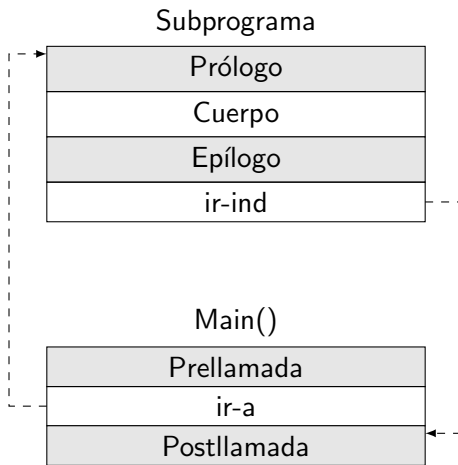 Subprograma
Prólogo
Cuerpo
Epílogo
ir-ind
Main()
Prellamada
ir-a
Postllamada